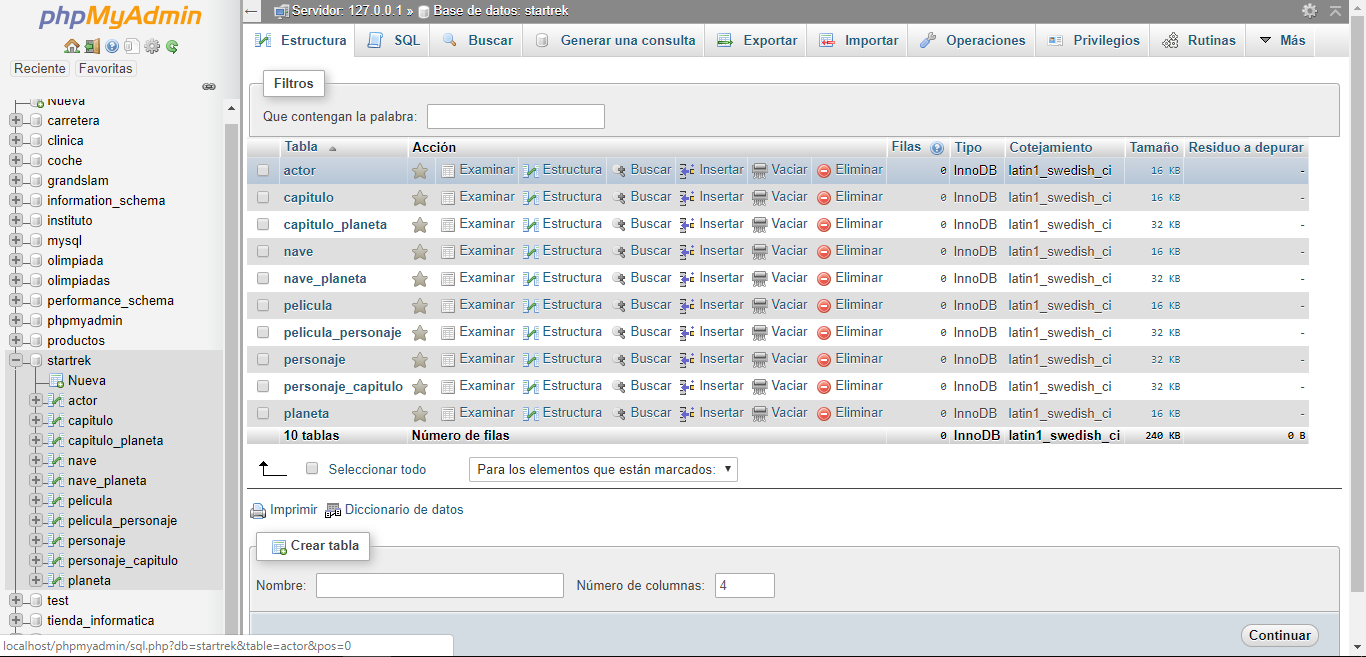 phpMyAdmin
Reciente Favoritas
Nueva
carretera
clinica
coche
grandslam
information_schema
instituto
mysql
olimpiada
olimpiadas
performance_schema
phpmyadmin
productos
startrek
Nueva
actor
capitulo
capitulo_planeta
nave
nave_planeta
pelicula
pelicula_personaje
personaje
personaje_capitulo
planeta
test
tienda_informatica
localhost/phpmyadmin/sql.php?db=startrek&table=actor&pos=0
Servidor: 127.0.0.1 » Base de datos: startrek
Estructura SQL Buscar Generar una consulta Exportar Importar Operaciones Privilegios Rutinas Más
Filtros
Que contengan la palabra:
Tabla Acción Filas Tipo Cotejamiento Tamaño Residuo a depurar
actor Examinar Estructura Buscar Insertar Vaciar Eliminar 0 InnoDB latin1_swedish_ci 16 KB -
capitulo Examinar Estructura Buscar Insertar Vaciar Eliminar 0 InnoDB latin1_swedish_ci 16 KB -
capitulo_planeta Examinar Estructura Buscar Insertar Vaciar Eliminar 0 InnoDB latin1_swedish_ci 32 KB -
nave Examinar Estructura Buscar Insertar Vaciar Eliminar 0 InnoDB latin1_swedish_ci 16 KB -
nave_planeta Examinar Estructura Buscar Insertar Vaciar Eliminar 0 InnoDB latin1_swedish_ci 32 KB -
pelicula Examinar Estructura Buscar Insertar Vaciar Eliminar 0 InnoDB latin1_swedish_ci 16 KB -
pelicula_personaje Examinar Estructura Buscar Insertar Vaciar Eliminar 0 InnoDB latin1_swedish_ci 32 KB -
personaje Examinar Estructura Buscar Insertar Vaciar Eliminar 0 InnoDB latin1_swedish_ci 32 KB -
personaje_capitulo Examinar Estructura Buscar Insertar Vaciar Eliminar 0 InnoDB latin1_swedish_ci 32 KB -
planeta Examinar Estructura Buscar Insertar Vaciar Eliminar 0 InnoDB latin1_swedish_ci 16 KB -
10 tablas Número de filas 0 InnoDB latin1_swedish_ci 240 KB 0 B
Seleccionar todo Para los elementos que están marcados:
Imprimir Diccionario de datos
Crear tabla
Nombre: Número de columnas: 4
Continuar